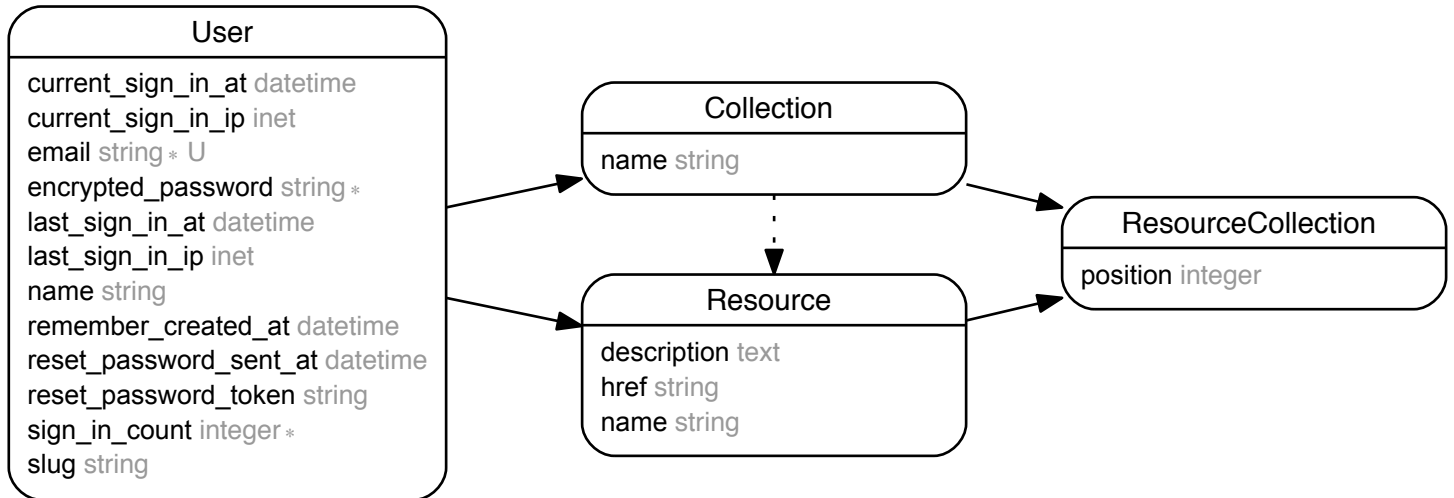 User
current_sign_in_at datetime
current_sign_in_ip inet
email string ∗ U
encrypted_password string ∗
last_sign_in_at datetime
last_sign_in_ip inet
name string
remember_created_at datetime
reset_password_sent_at datetime
reset_password_token string
sign_in_count integer ∗
slug string
Collection
name string
Resource
description text
href string
name string
ResourceCollection
position integer